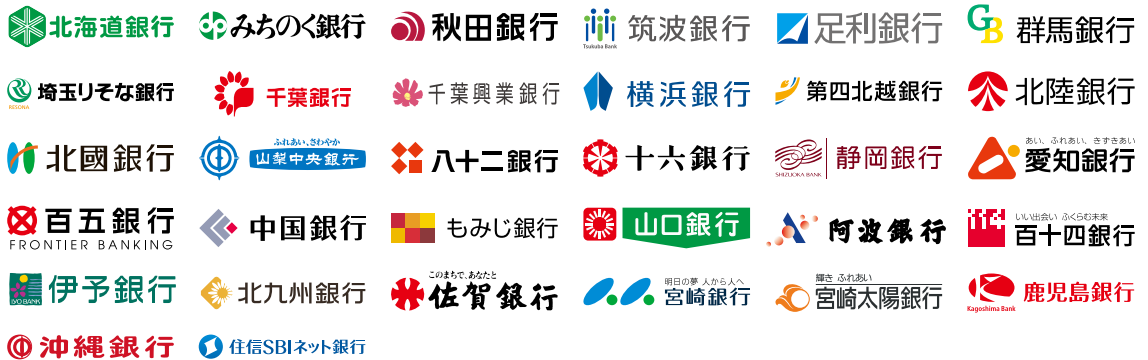 北海道銀行
みちのく銀行
秋田銀行
Tsukuba Bank
筑波銀行
足利銀行
GB
群馬銀行
RESONA
埼玉りそな銀行
千葉銀行
千葉興業銀行
横浜銀行
第四北越銀行
北陸銀行
北國銀行
ふれあい、さわやか
山梨中央銀行
八十二銀行
十六銀行
SHIZUOKA BANK
静岡銀行
あい、ふれあい、きずきあい
愛知銀行
百五銀行
FRONTIER BANKING
中国銀行
もみじ銀行
山口銀行
阿波銀行
いい出会い ふくらむ未来
百十四銀行
IYO BANK
伊予銀行
北九州銀行
このまちで、あなたと
佐賀銀行
明日の夢 人から人へ
宮崎銀行
輝き ふれあい
宮崎太陽銀行
Kagoshima Bank
鹿児島銀行
沖縄銀行
住信SBIネット銀行